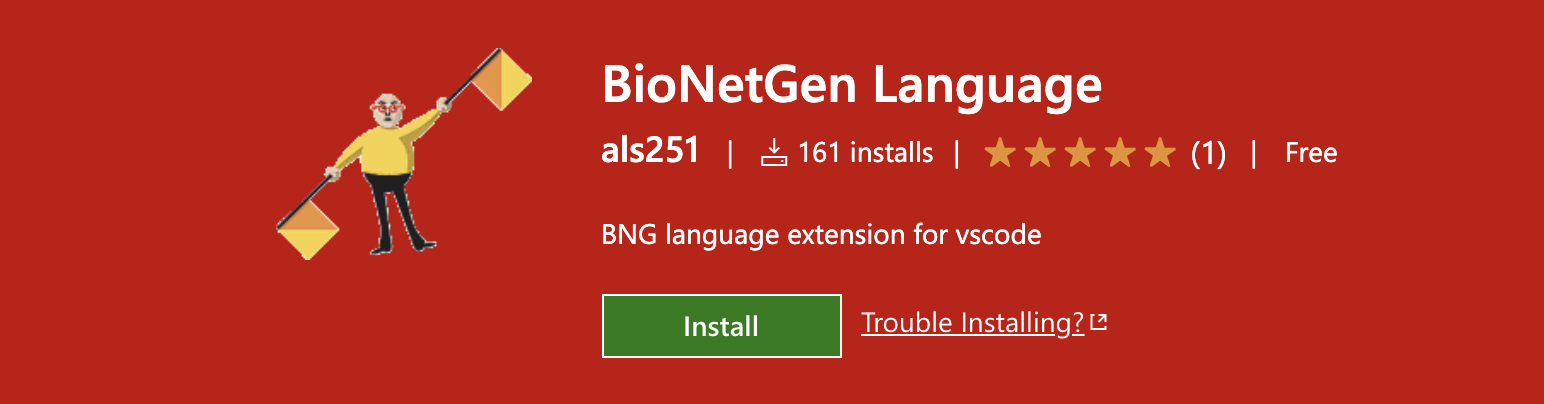 BioNetGen Language
als251 | 161 installs | (1) | Free
BNG language extension for vscode
Install Trouble Installing?